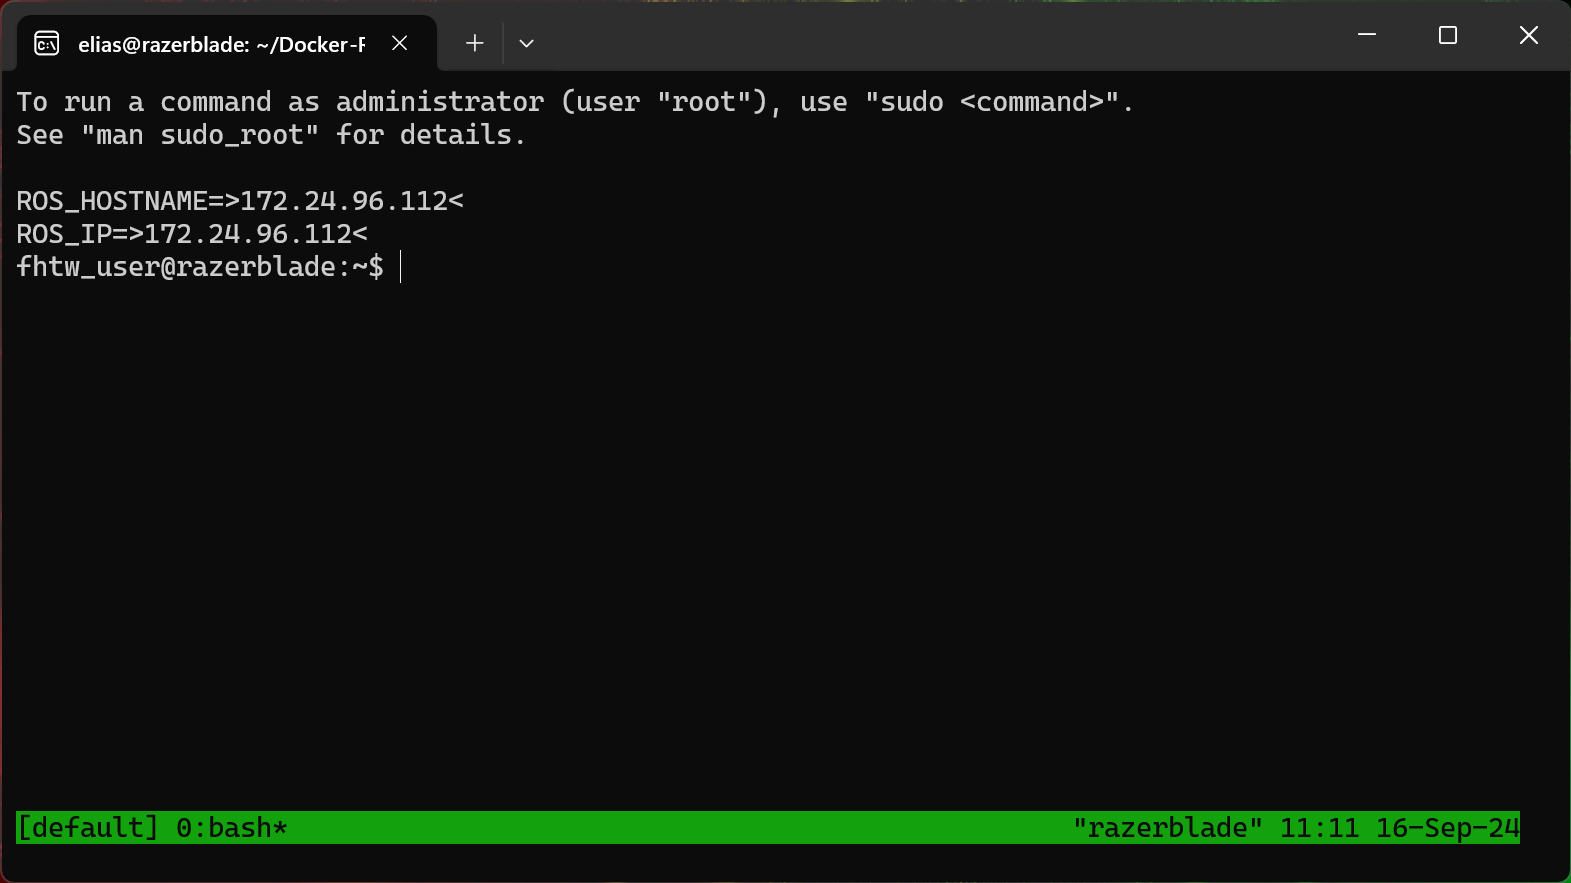 elias@razerblade: ~/Docker-F
To run a command as administrator (user "root"), use "sudo <command>".
See "man sudo_root" for details.
ROS_HOSTNAME=>172.24.96.112<
ROS_IP=>172.24.96.112<
fhtw_user@razerblade:~$
[default] 0:bash* "razerblade" 11:11 16-Sep-24